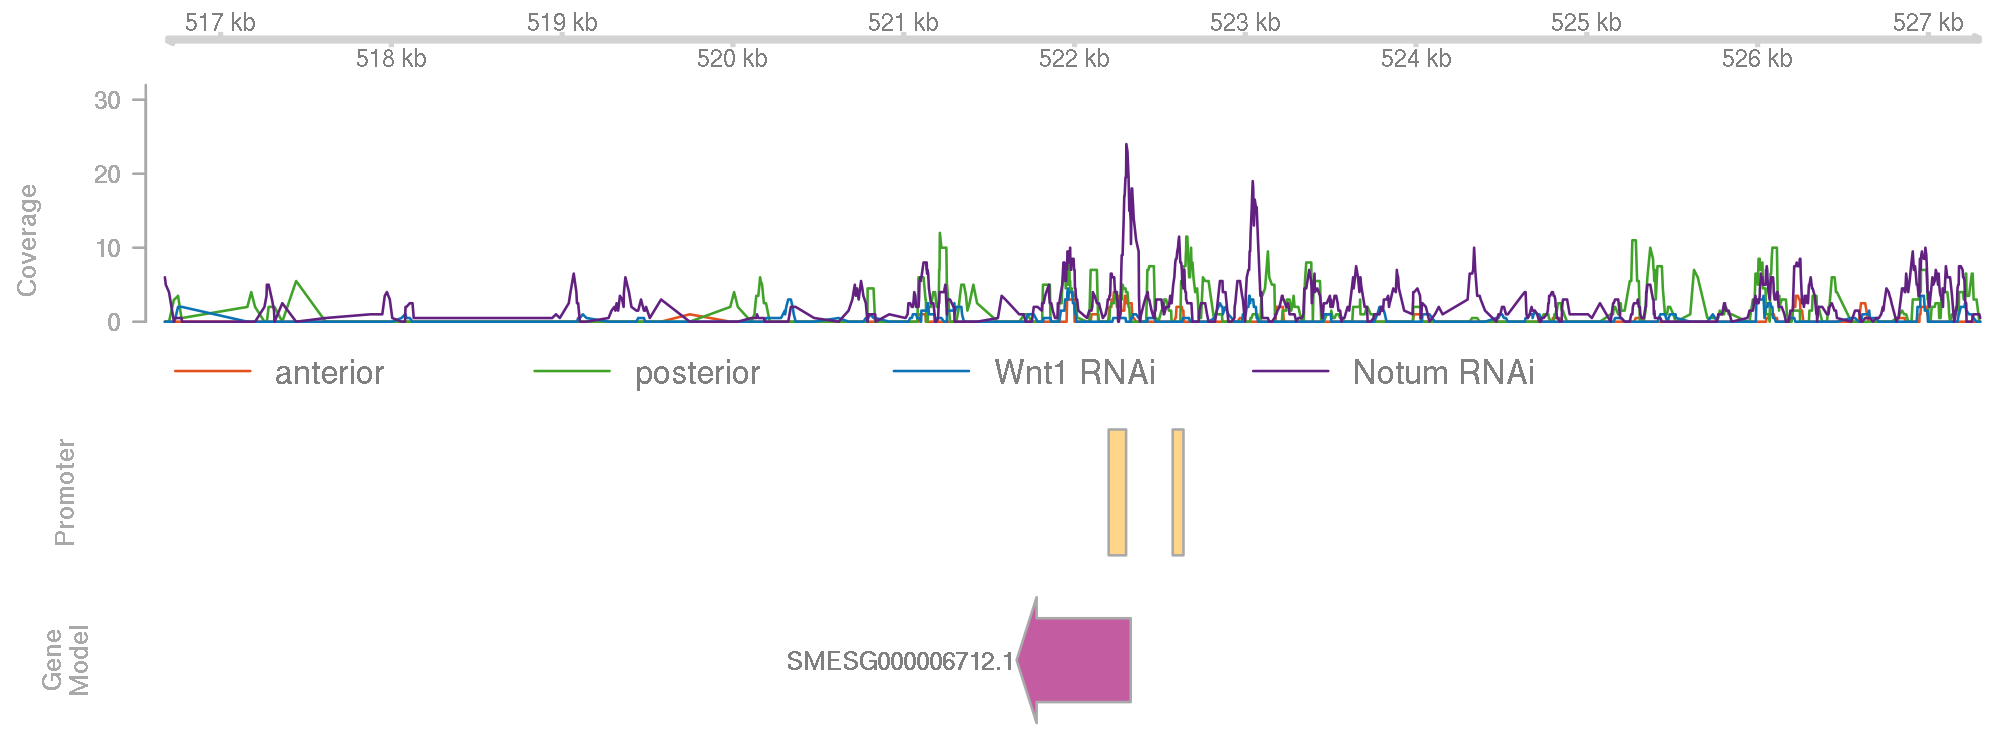 517 kb 519 kb 521 kb 523 kb 525 kb 527 kb
518 kb 520 kb 522 kb 524 kb 526 kb
Coverage
30
20
10
0
anterior posterior Wnt1 RNAi Notum RNAi
Promoter
Gene
Model
SMESG000006712.1